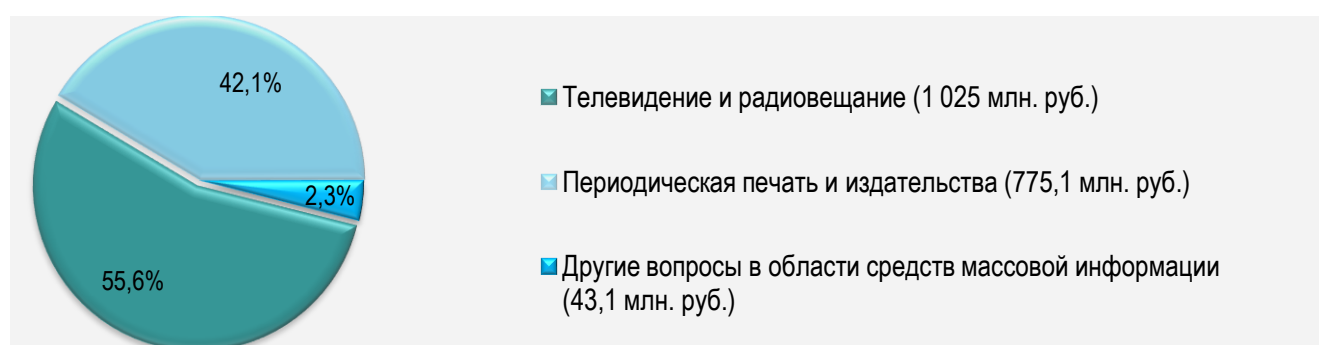 42,1%
Телевидение и радиовещание (1 025 млн. руб.)
Периодическая печать и издательства (775,1 млн. руб.)
2,3%
Другие вопросы в области средств массовой информации
(43,1 млн. руб.)
55,6%